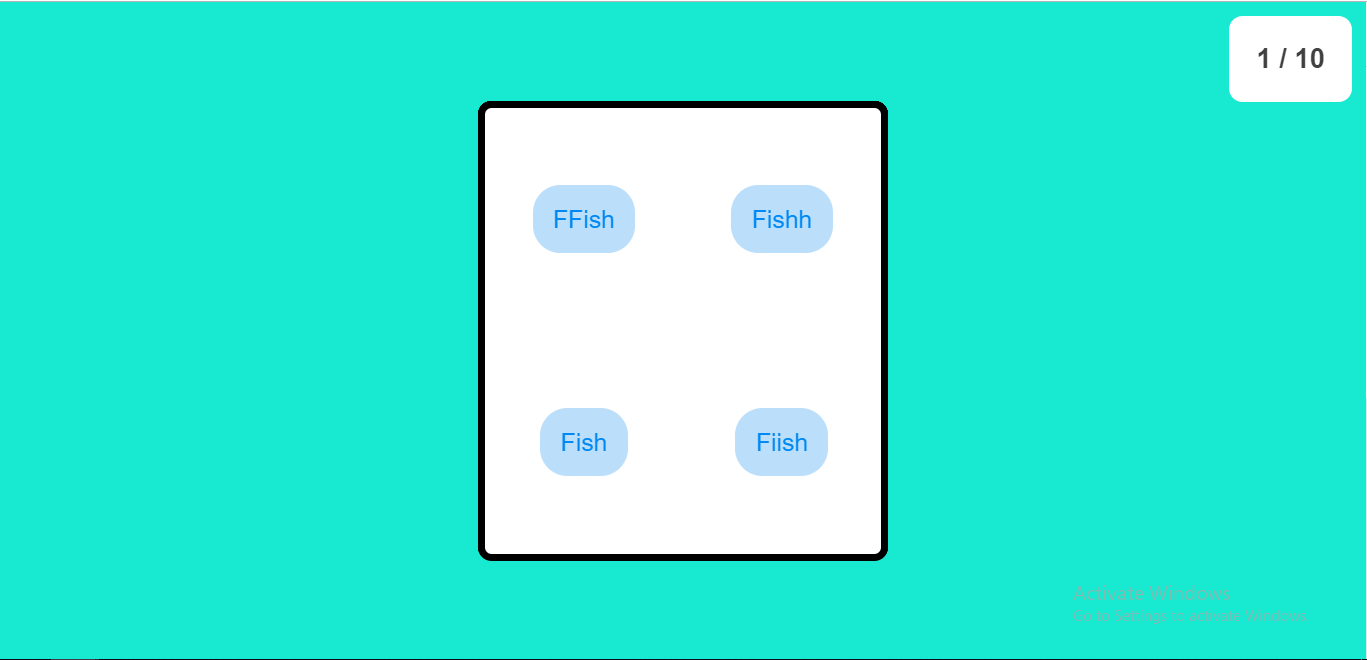 1 / 10
FFish
Fishh
Fish
Fiish
Activate Windows
Go to Settings to activate Windows.